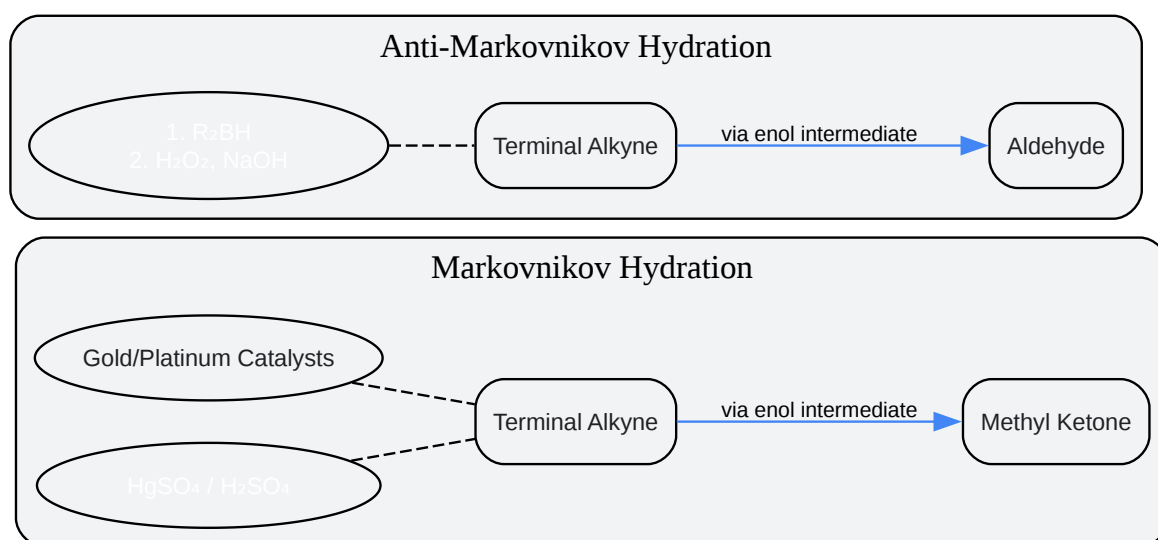 Anti-Markovnikov Hydration
1. R₂BH
2. H₂O₂, NaOH
Terminal Alkyne
via enol intermediate
Aldehyde
Markovnikov Hydration
Gold/Platinum Catalysts
HgSO₄ / H₂SO₄
Terminal Alkyne
via enol intermediate
Methyl Ketone